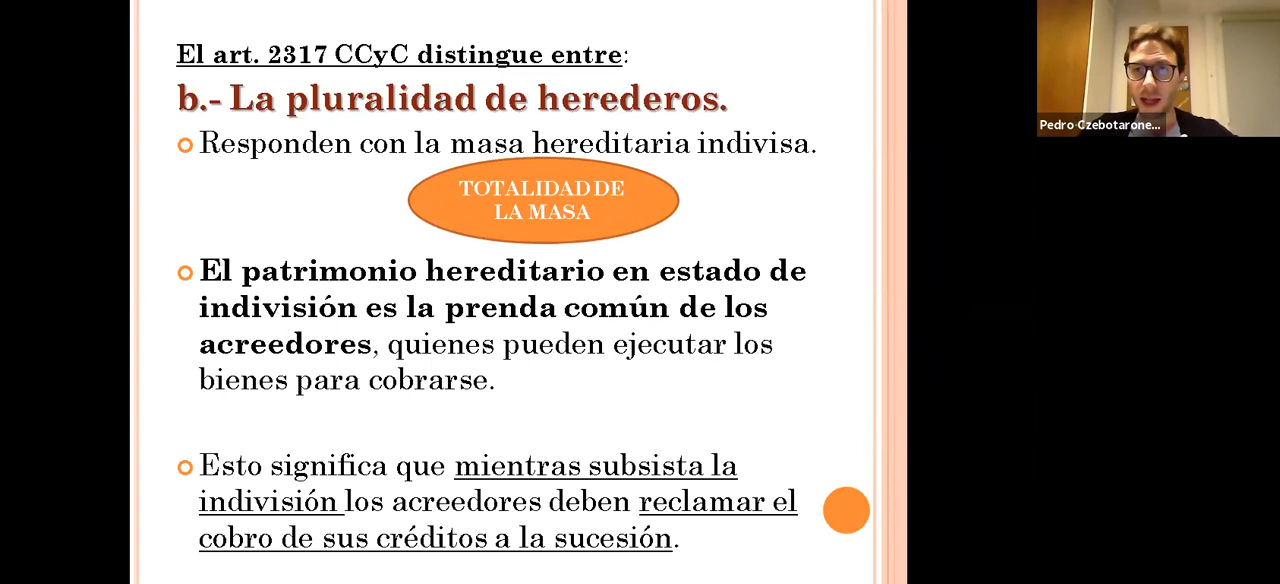 El art. 2317 CCyC distingue entre:
b.- La pluralidad de herederos.
Responden con la masa hereditaria indivisa.
TOTALIDAD DE
LA MASA
El patrimonio hereditario en estado de
indivisión es la prenda común de los
acreedores, quienes pueden ejecutar los
bienes para cobrarse.
Esto significa que mientras subsista la
indivisión los acreedores deben reclamar el
cobro de sus créditos a la sucesión.
Pedro Czebotarone...